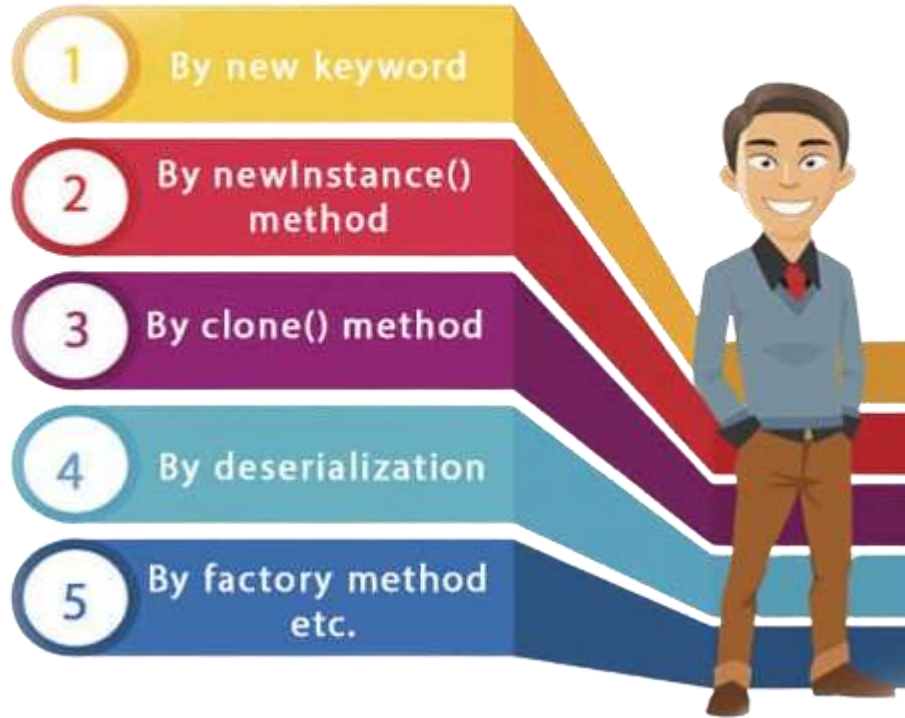 1
By new keyword
2
By newInstance()
method
3
By clone() method
4
By deserialization
5
By factory method
etc.